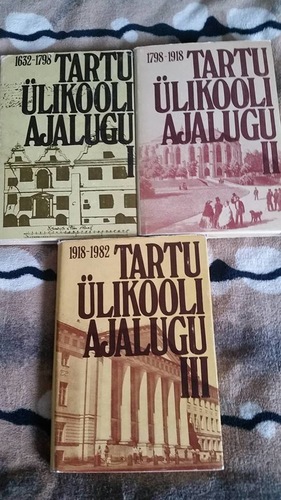 1632-1798 TARTU
ÜLIKOOLI
AJALUGU
I
1798-1918 TARTU
ÜLIKOOLI
AJALUGU
II
1918-1982 TARTU
ÜLIKOOLI
AJALUGU
III